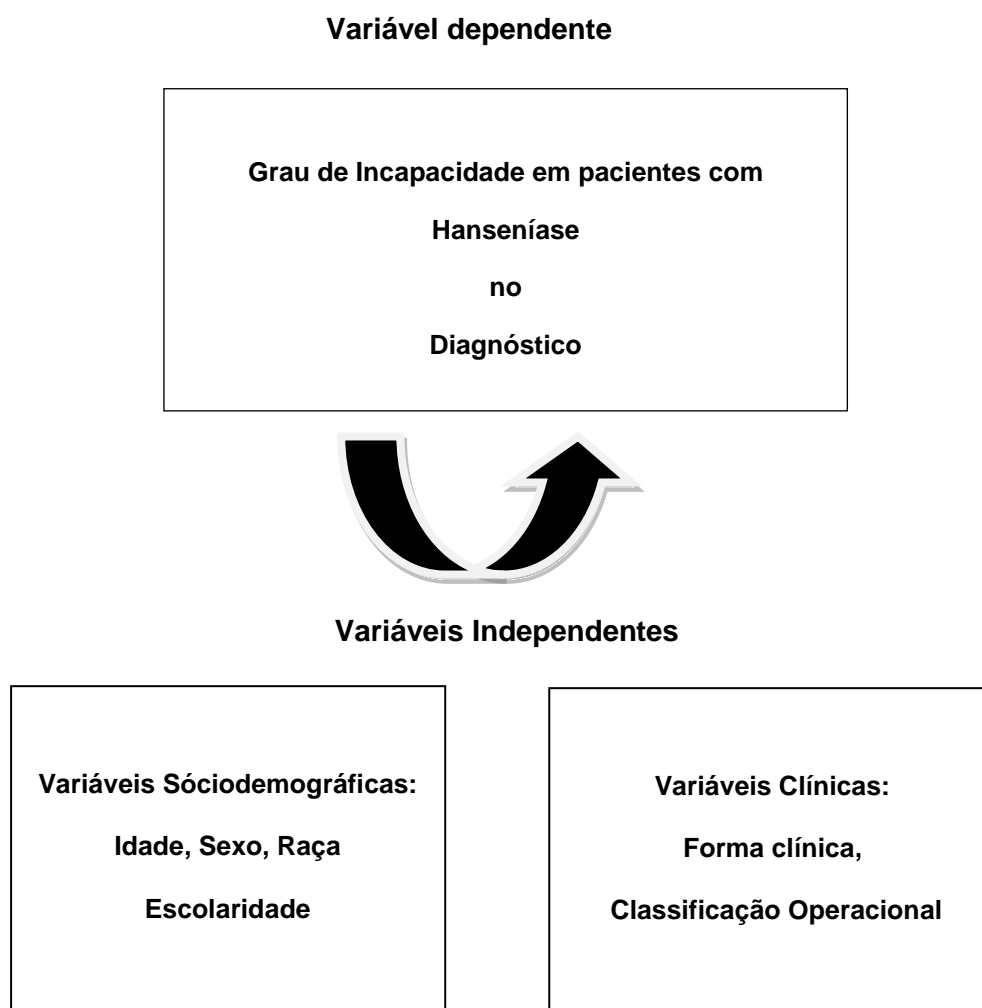 Variável dependente
Grau de Incapacidade em pacientes com
Hanseníase
no
Diagnóstico
Variáveis Independentes
Variáveis Sóciodemográficas:
Idade, Sexo, Raça
Escolaridade
Variáveis Clínicas:
Forma clínica,
Classificação Operacional